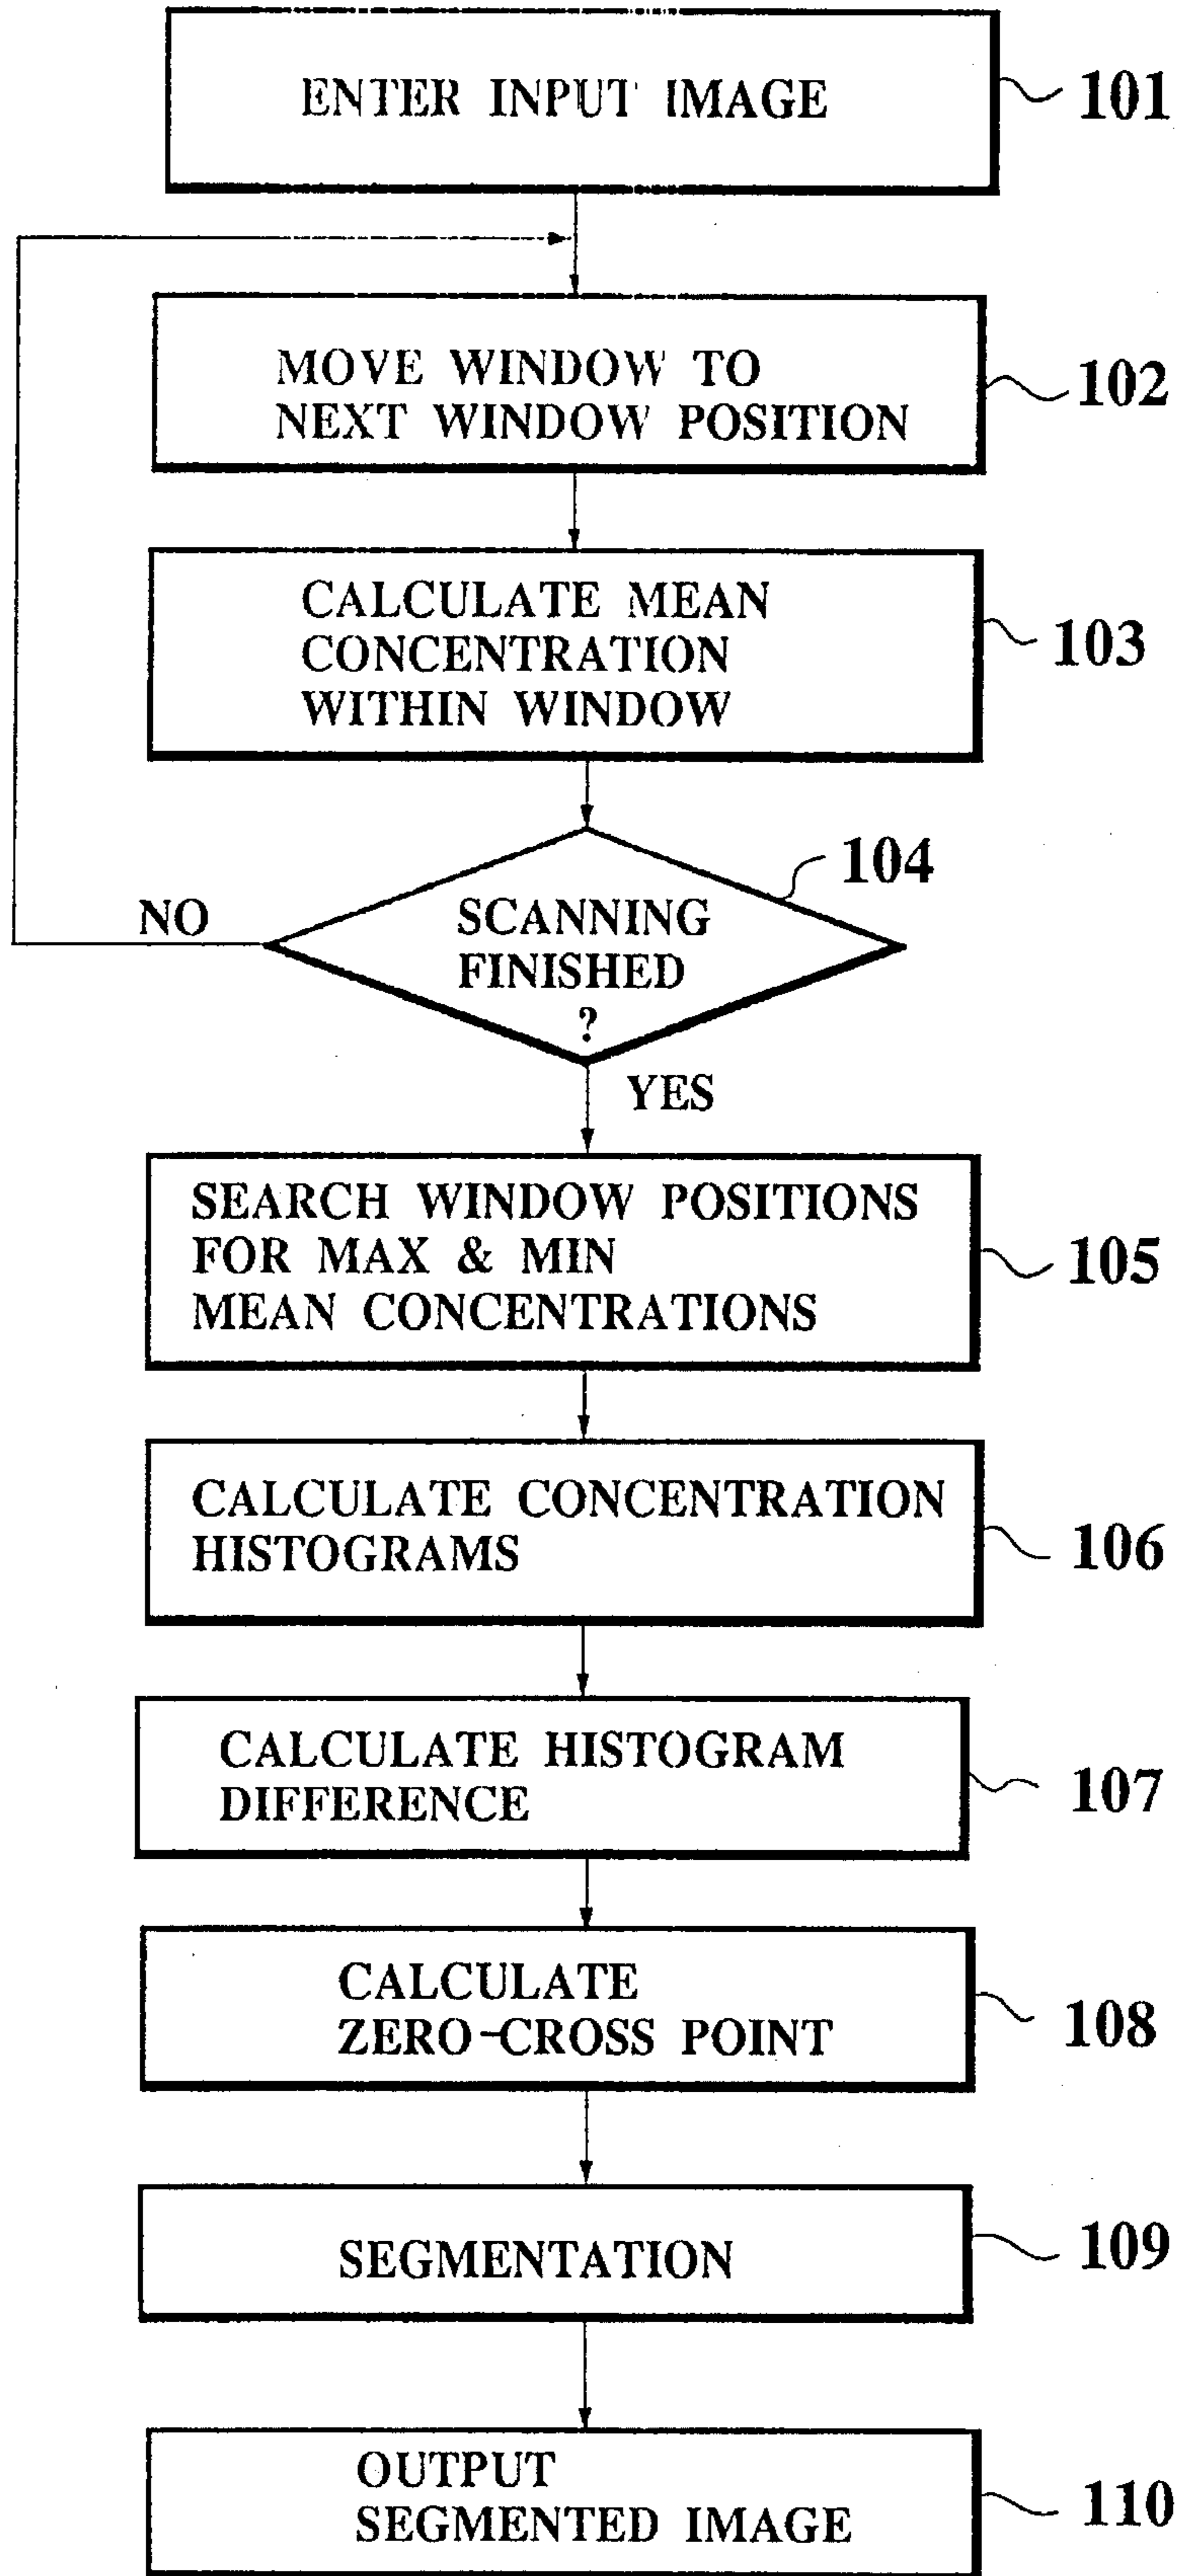 ENTER INPUT IMAGE
101
MOVE WINDOW TO
NEXT WINDOW POSITION
102
CALCULATE MEAN
CONCENTRATION
WITHIN WINDOW
103
104
SCANNING
FINISHED
?
NO
YES
SEARCH WINDOW POSITIONS
FOR MAX & MIN
MEAN CONCENTRATIONS
105
CALCULATE CONCENTRATION
HISTOGRAMS
106
CALCULATE HISTOGRAM
DIFFERENCE
107
CALCULATE
ZERO-CROSS POINT
108
SEGMENTATION
109
OUTPUT
SEGMENTED IMAGE
110